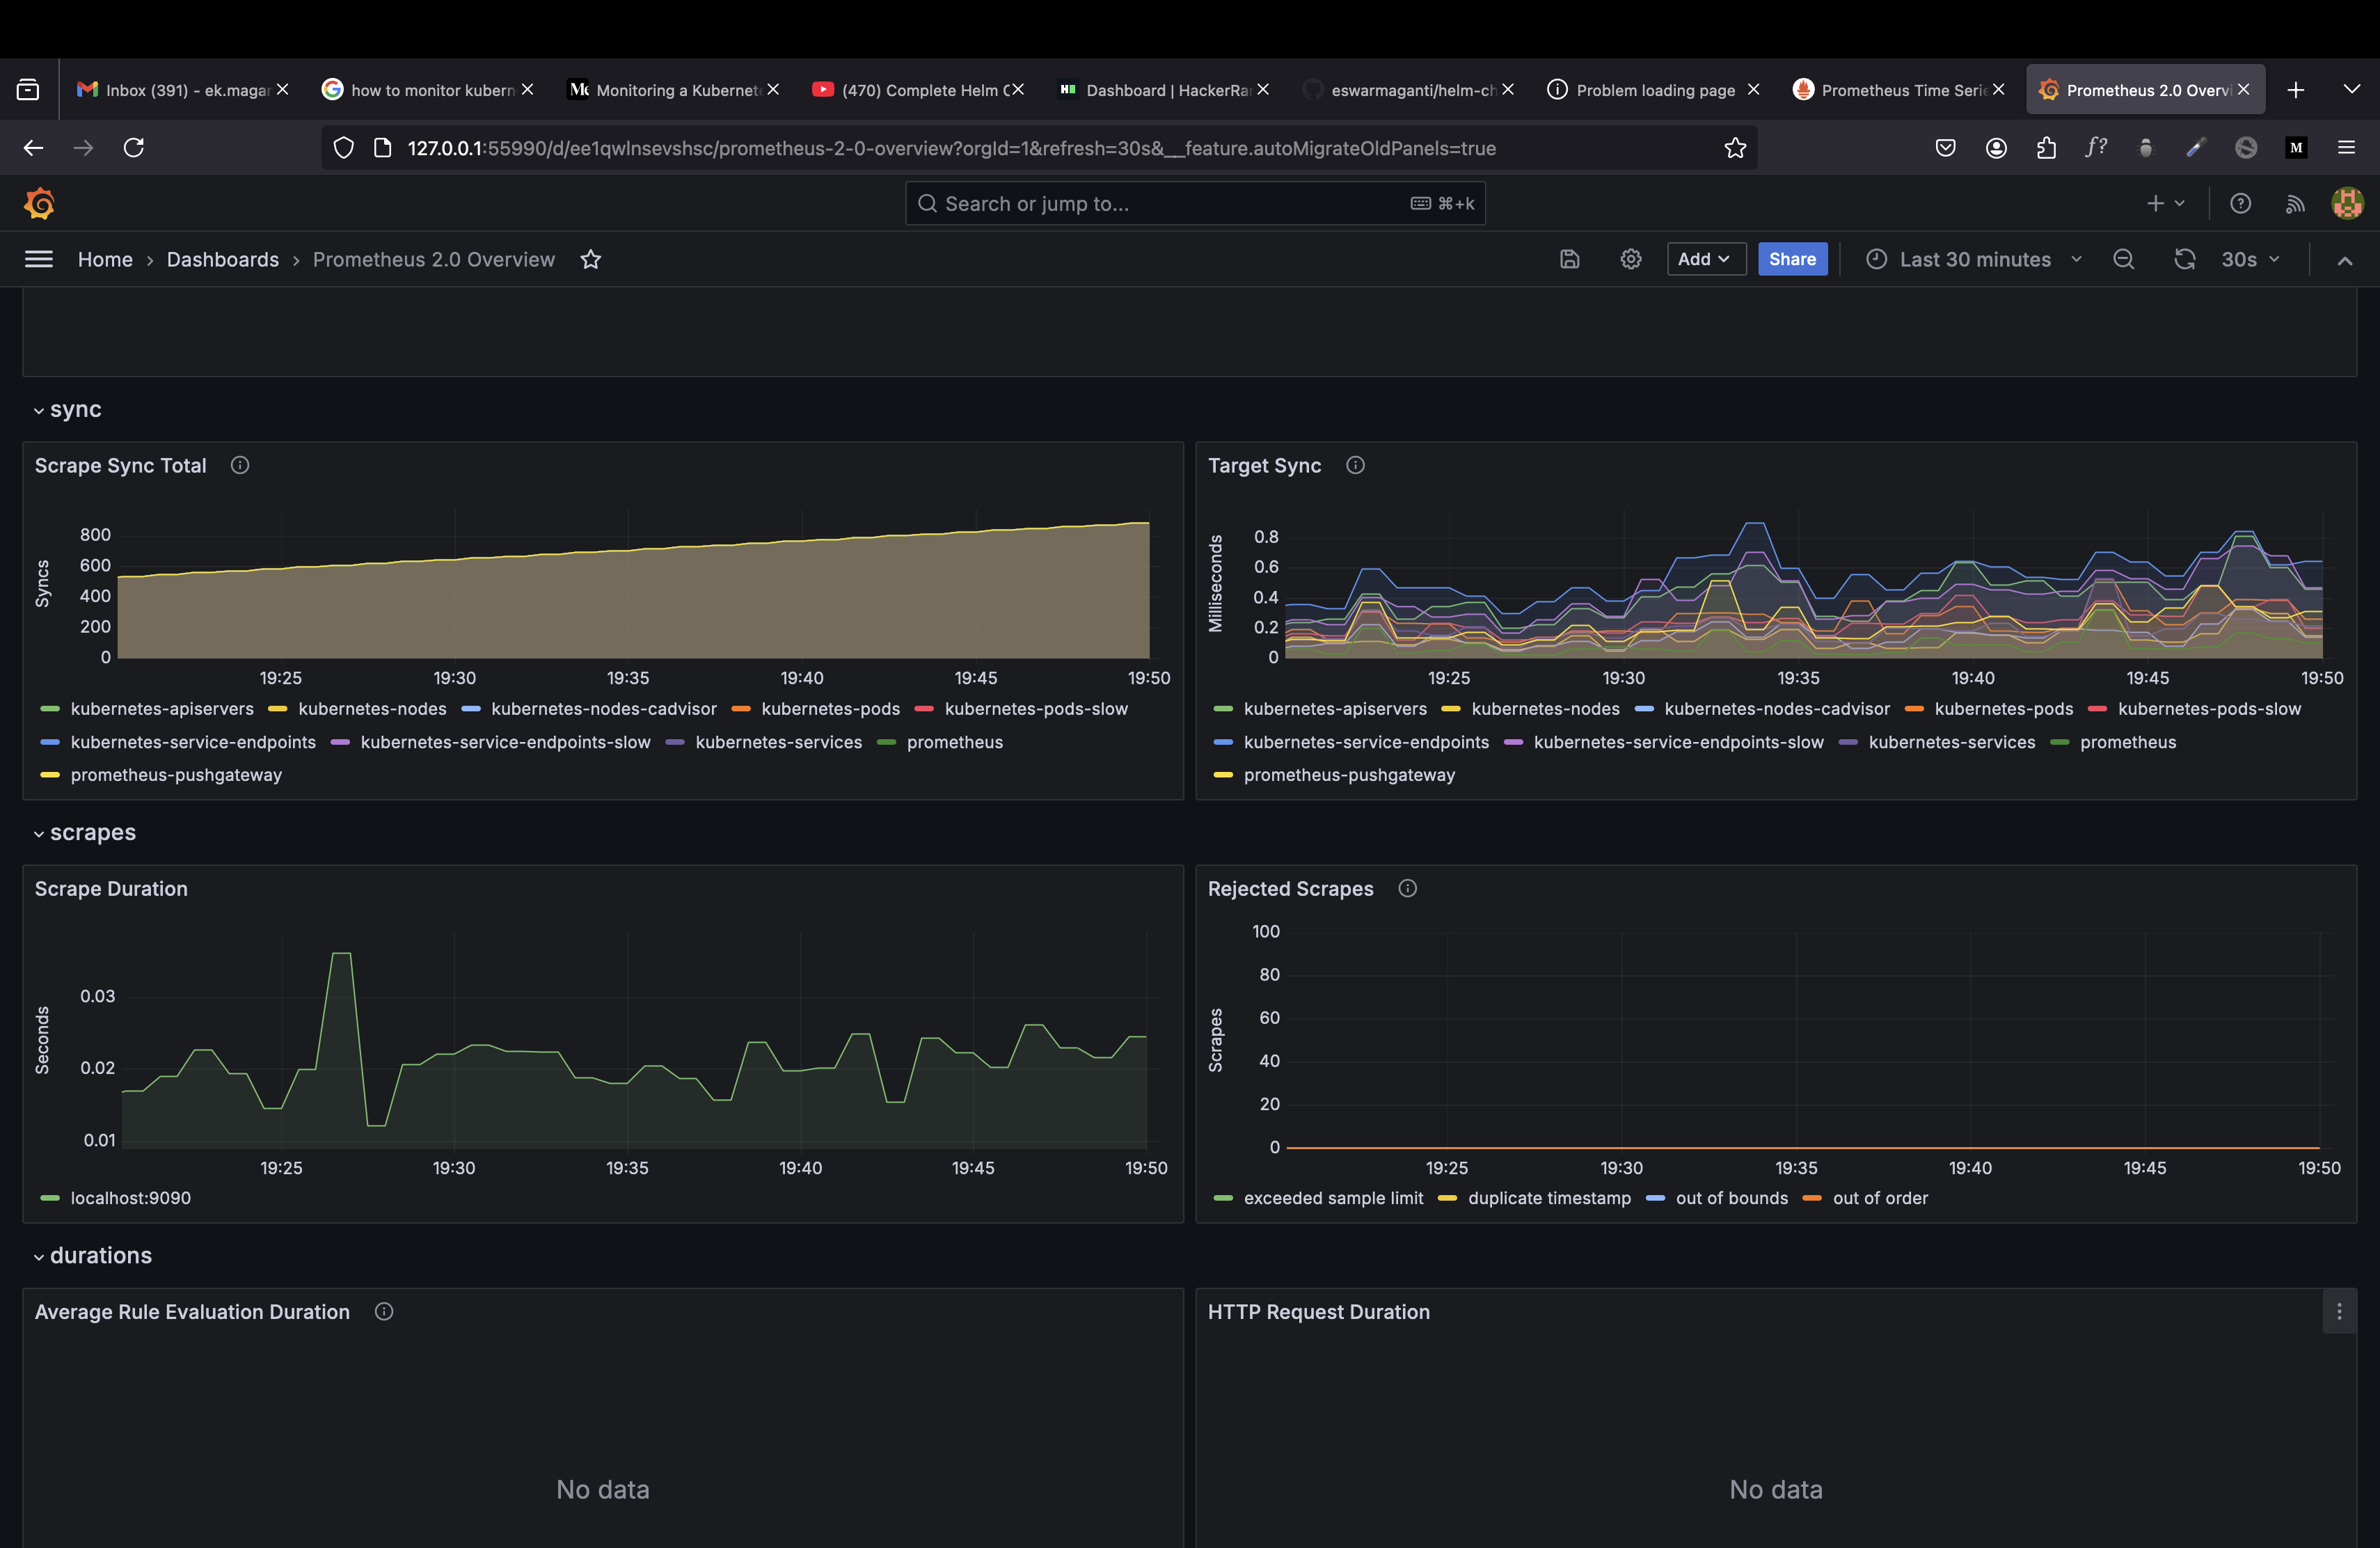 Inbox (391) - ek.magar how to monitor kubern Monitoring a Kubernete (470) Complete Helm C Dashboard | HackerRar eswarmaganti/helm-ch Problem loading page Prometheus Time Serie Prometheus 2.0 Overvi
127.0.0.1:55990/d/ee1qwlnsevshsc/prometheus-2-0-overview?orgId=1&refresh=30s&__feature.autoMigrateOldPanels=true
Search or jump to... ⌘+k
Home › Dashboards › Prometheus 2.0 Overview Add Share Last 30 minutes 30s
sync
Scrape Sync Total
Syncs
800
600
400
200
0
19:25 19:30 19:35 19:40 19:45 19:50
kubernetes-apiservers kubernetes-nodes kubernetes-nodes-cadvisor kubernetes-pods kubernetes-pods-slow
kubernetes-service-endpoints kubernetes-service-endpoints-slow kubernetes-services prometheus
prometheus-pushgateway
Target Sync
Milliseconds
0.8
0.6
0.4
0.2
0
19:25 19:30 19:35 19:40 19:45 19:50
kubernetes-apiservers kubernetes-nodes kubernetes-nodes-cadvisor kubernetes-pods kubernetes-pods-slow
kubernetes-service-endpoints kubernetes-service-endpoints-slow kubernetes-services prometheus
prometheus-pushgateway
scrapes
Scrape Duration
Seconds
0.03
0.02
0.01
19:25 19:30 19:35 19:40 19:45 19:50
localhost:9090
Rejected Scrapes
Scrapes
100
80
60
40
20
0
19:25 19:30 19:35 19:40 19:45 19:50
exceeded sample limit duplicate timestamp out of bounds out of order
durations
Average Rule Evaluation Duration
No data
HTTP Request Duration
No data